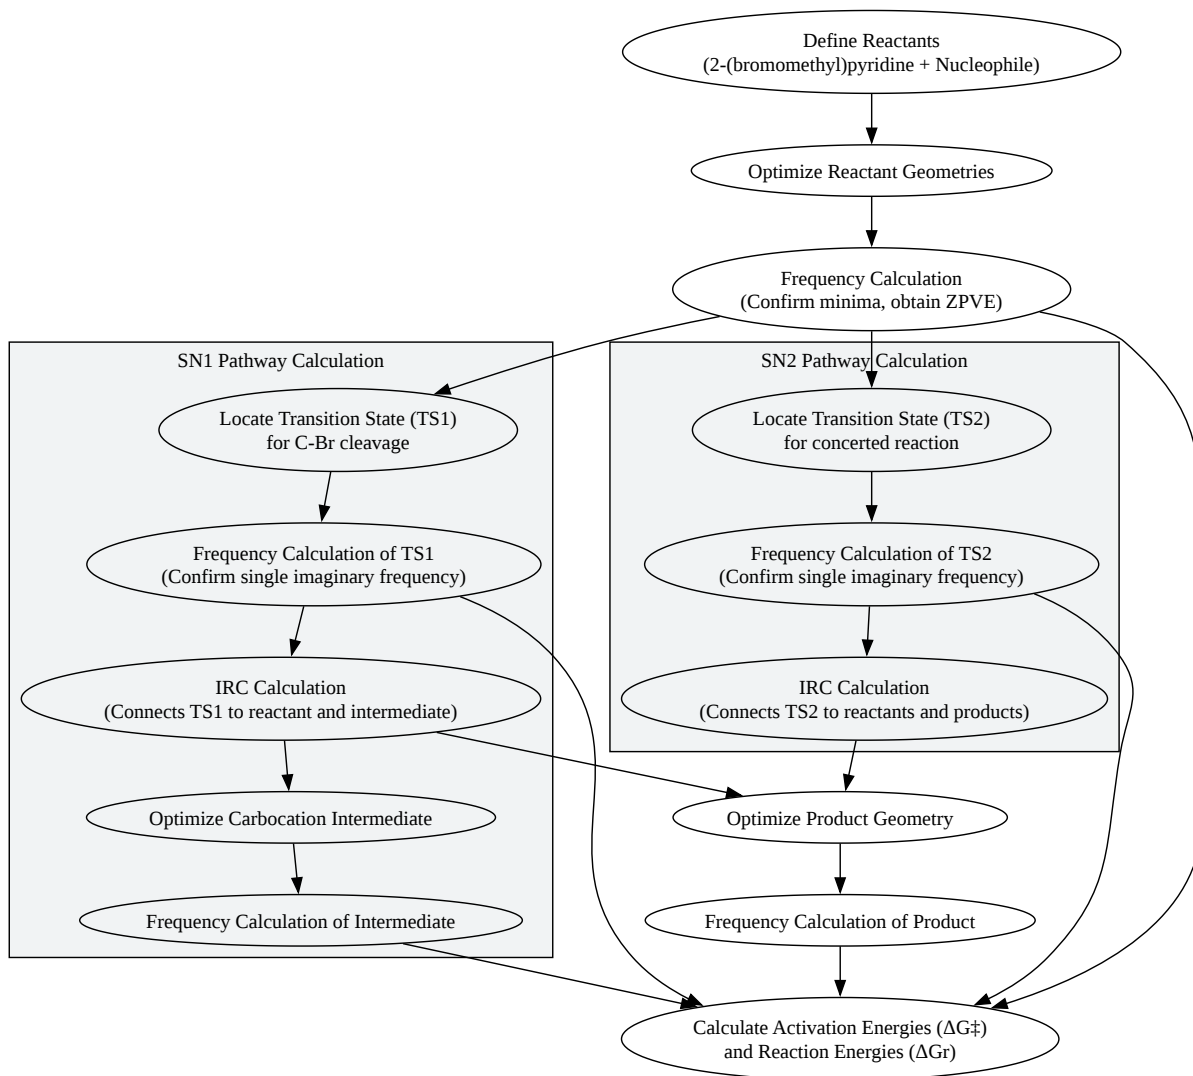 Define Reactants
(2-(bromomethyl)pyridine + Nucleophile)
Optimize Reactant Geometries
Frequency Calculation
(Confirm minima, obtain ZPVE)
SN1 Pathway Calculation
Locate Transition State (TS1)
for C-Br cleavage
Frequency Calculation of TS1
(Confirm single imaginary frequency)
IRC Calculation
(Connects TS1 to reactant and intermediate)
Optimize Carbocation Intermediate
Frequency Calculation of Intermediate
SN2 Pathway Calculation
Locate Transition State (TS2)
for concerted reaction
Frequency Calculation of TS2
(Confirm single imaginary frequency)
IRC Calculation
(Connects TS2 to reactants and products)
Optimize Product Geometry
Frequency Calculation of Product
Calculate Activation Energies (ΔG‡)
and Reaction Energies (ΔGr)